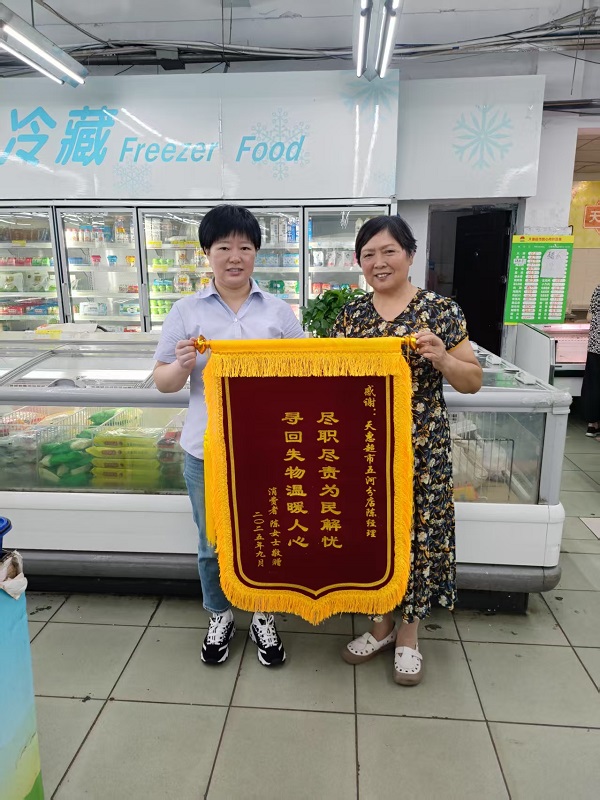 冷藏 Freezer Food
感谢：天惠超市五河分店陈经理
尽职尽责为民解忧
寻回失物温暖人心
消费者 陈女士敬赠
二〇二五年九月
天